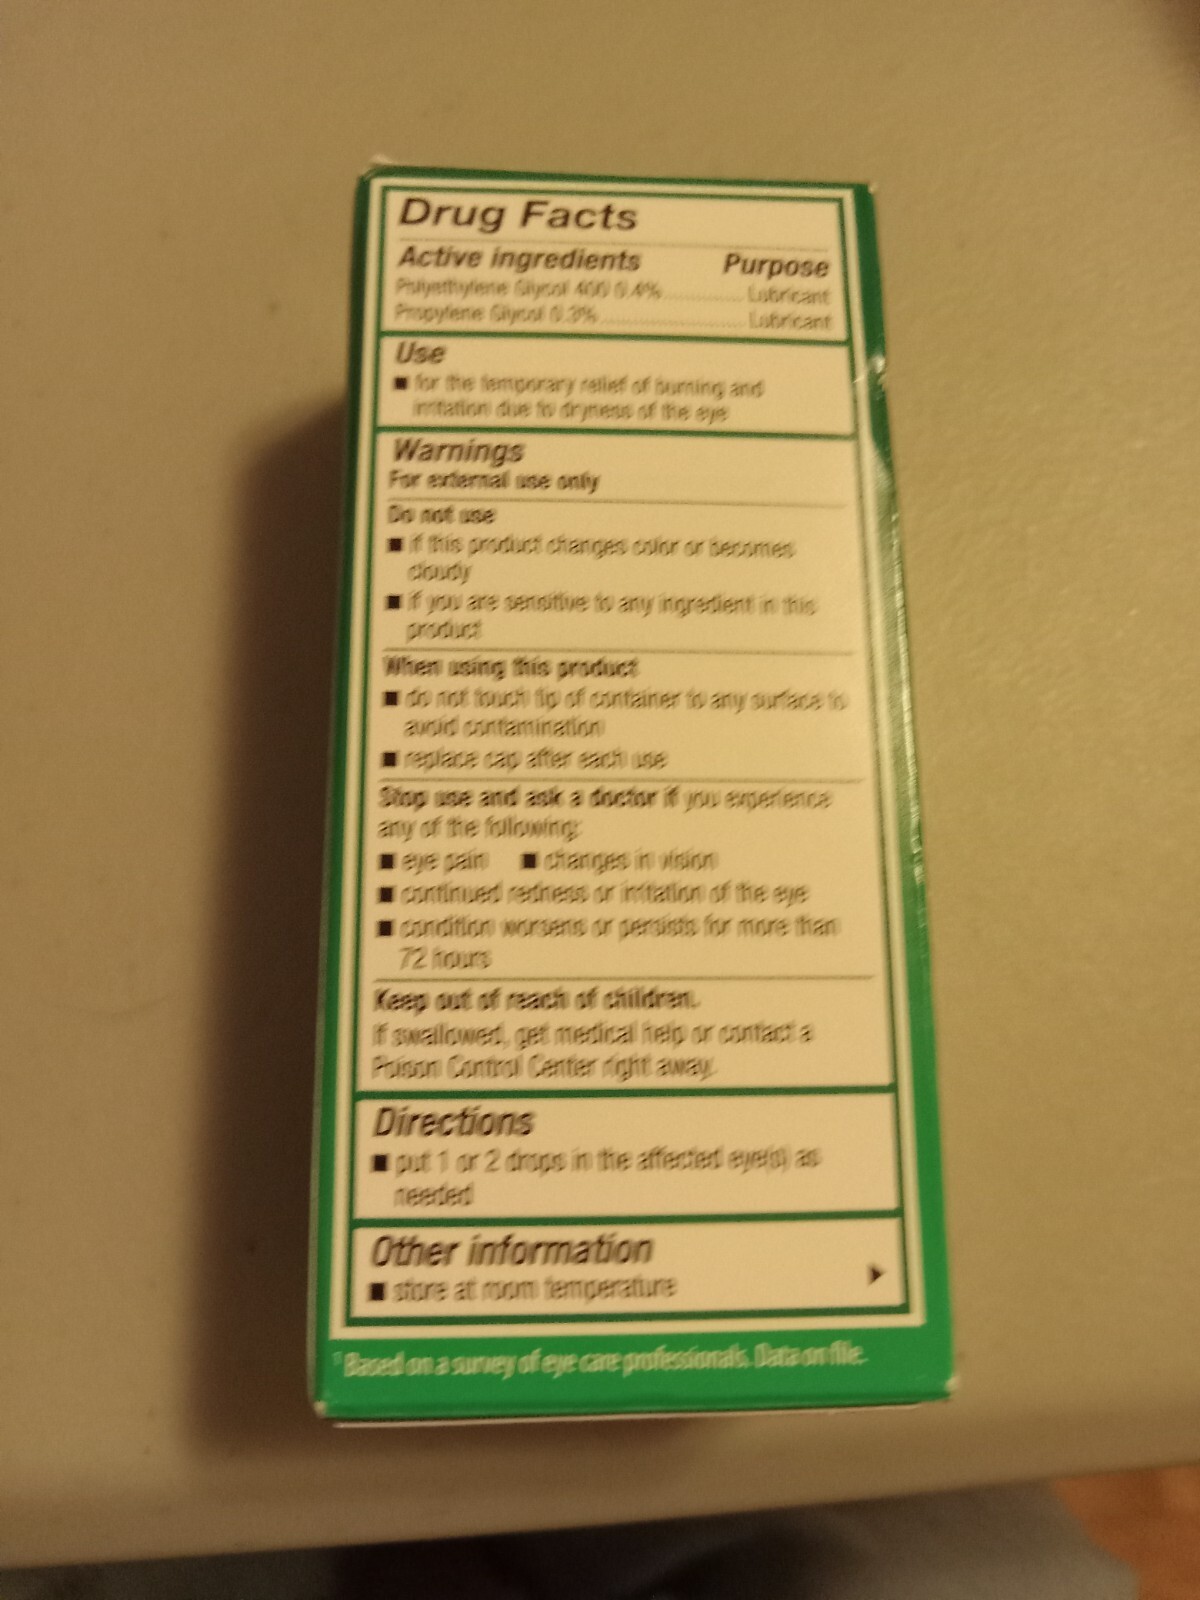 Drug Facts
Active ingredients Purpose
Polyethylene Glycol 400 0.4%.............. Lubricant
Propylene Glycol 0.3%......................... Lubricant
Use
■ for the temporary relief of burning and
irritation due to dryness of the eye
Warnings
For external use only
Do not use
■ if this product changes color or becomes
cloudy
■ if you are sensitive to any ingredient in this
product
When using this product
■ do not touch tip of container to any surface to
avoid contamination
■ replace cap after each use
Stop use and ask a doctor if you experience
any of the following:
■ eye pain ■ changes in vision
■ continued redness or irritation of the eye
■ condition worsens or persists for more than
72 hours
Keep out of reach of children.
If swallowed, get medical help or contact a
Poison Control Center right away.
Directions
■ put 1 or 2 drops in the affected eye(s) as
needed
Other information
■ store at room temperature
Based on a survey of eye care professionals. Data on file.